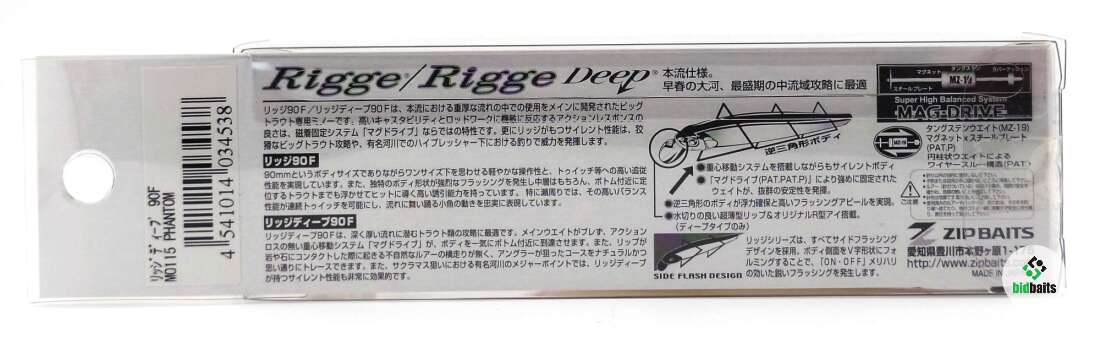 リッジ ディープ 90F
MO115 PHANTOM
4 541014 034538
Rigge/Rigge Deep
本流仕様。
早春の大河、最盛期の中流域攻略に最適
リッジ90F/リッジディープ90Fは、本流における重厚な流れの中での使用をメインに開発されたビッグ
トラウト専用ミノーです。高いキャスタビリティとロッドワークに機敏に反応するアクションレスポンスの
良さは、磁着固定システム「マグドライブ」ならではの特性です。更にリッジがもつサイレント性能は、狡
猾なビッグトラウト攻略や、有名河川でのハイプレッシャー下における釣りで威力を発揮します。
リッジ90F
90mmというボディサイズでありながらワンサイズ下を思わせる軽やかな操作性と、トゥイッチ等への高い追従
性能を実現しています。また、独特のボディ形状が強烈なフラッシングを発生し中層はもちろん、ボトム付近に定
位するトラウトまでも浮かせてヒットに導く高い誘引能力を持っています。特に瀬周りでは、その高いバランス
性能が連続トゥイッチを可能にし、流れに舞い踊る小魚の動きを忠実に表現しています。
リッジディープ90F
リッジディープ90Fは、深く厚い流れに潜むトラウト類の攻略に最適です。メインウエイトがブレず、アクション
ロスの無い重心移動システム「マグドライブ」が、ボディを一気にボトム付近に到達させます。また、リップが
岩や石にコンタクトした際に起きる不自然なルアーの横走りが無く、アングラーが狙ったコースをナチュラルかつ
思い通りにトレースできます。また、サクラマス狙いにおける有名河川のメジャーポイントでは、リッジディープ
が持つサイレント性能も非常に効果的です。
逆三角形ボディ
●重心移動システムを搭載しながらもサイレントボディ
●「マグドライブ(PAT.PAT.P)」により強めに固定された
ウェイトが、抜群の安定性を発揮。
●逆三角形のボディが浮力確保と高いフラッシングアピールを実現。
●水切りの良い超薄型リップ&オリジナルR型アイ搭載。
(ディープタイプのみ)
SIDE FLASH DESIGN
リッジシリーズは、すべてサイドフラッシング
デザインを採用。ボディ側面をV字形状にフォ
ルミングすることで、「ON-OFF」メリハリ
の効いた鋭いフラッシングを発生します。
マグネット
タングステン
MZ-19
スチールプレート
Super High Balanced System
MAG-DRIVE
タングステンウエイト(MZ-19)
マグネット×スチールプレート
(PAT.P)
円柱状ウエイトによる
ワイヤースルー構造(PAT.)
注意
ZIPBAITS
愛知県豊川市本野ヶ原
http://www.zipbaits.
MADE IN
bidbaits